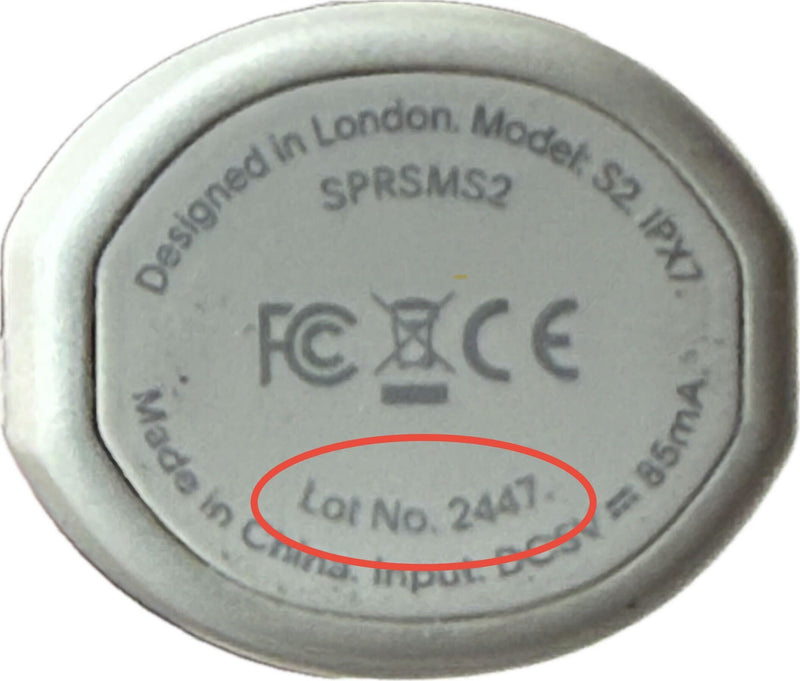 Designed in London. Model: S2. IPX7.
SPRSMS2
FC CE
Lot No. 2447.
Made in China. Input: DC5V ⎓ 85mA.